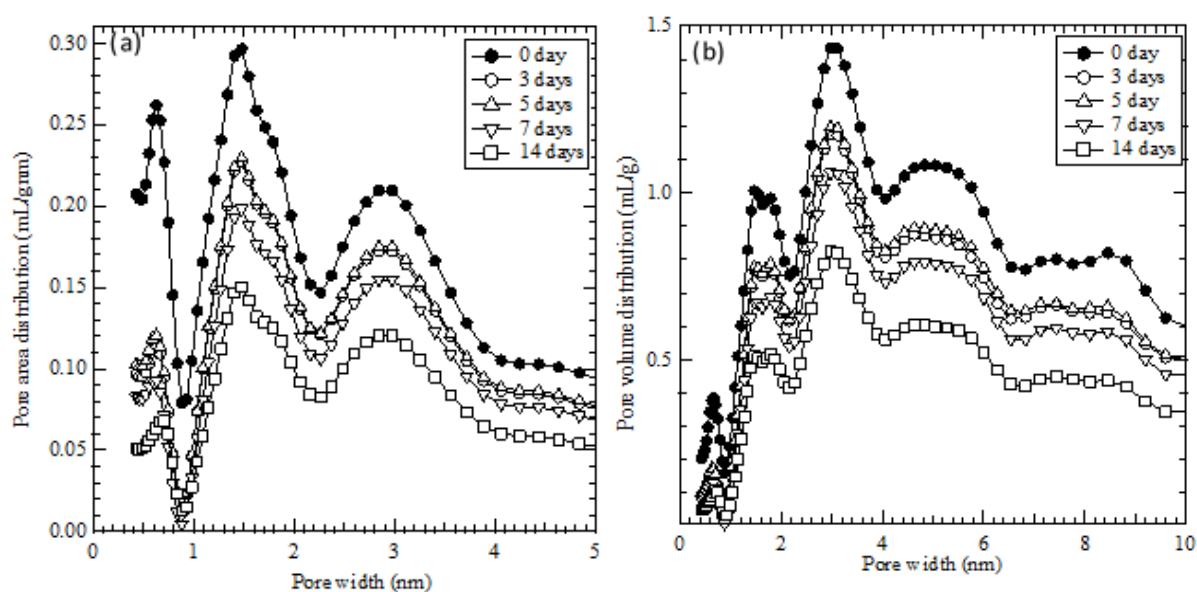 (a)
0 day
3 days
5 days
7 days
14 days
Pore area distribution (mL/gnm)
0.30
0.25
0.20
0.15
0.10
0.05
0.00
0 1 2 3 4 5
Pore width (nm)
(b)
0 day
3 days
5 day
7 days
14 days
Pore volume distribution (mL/g)
1.5
1.0
0.5
0 2 4 6 8 10
Pore width (nm)